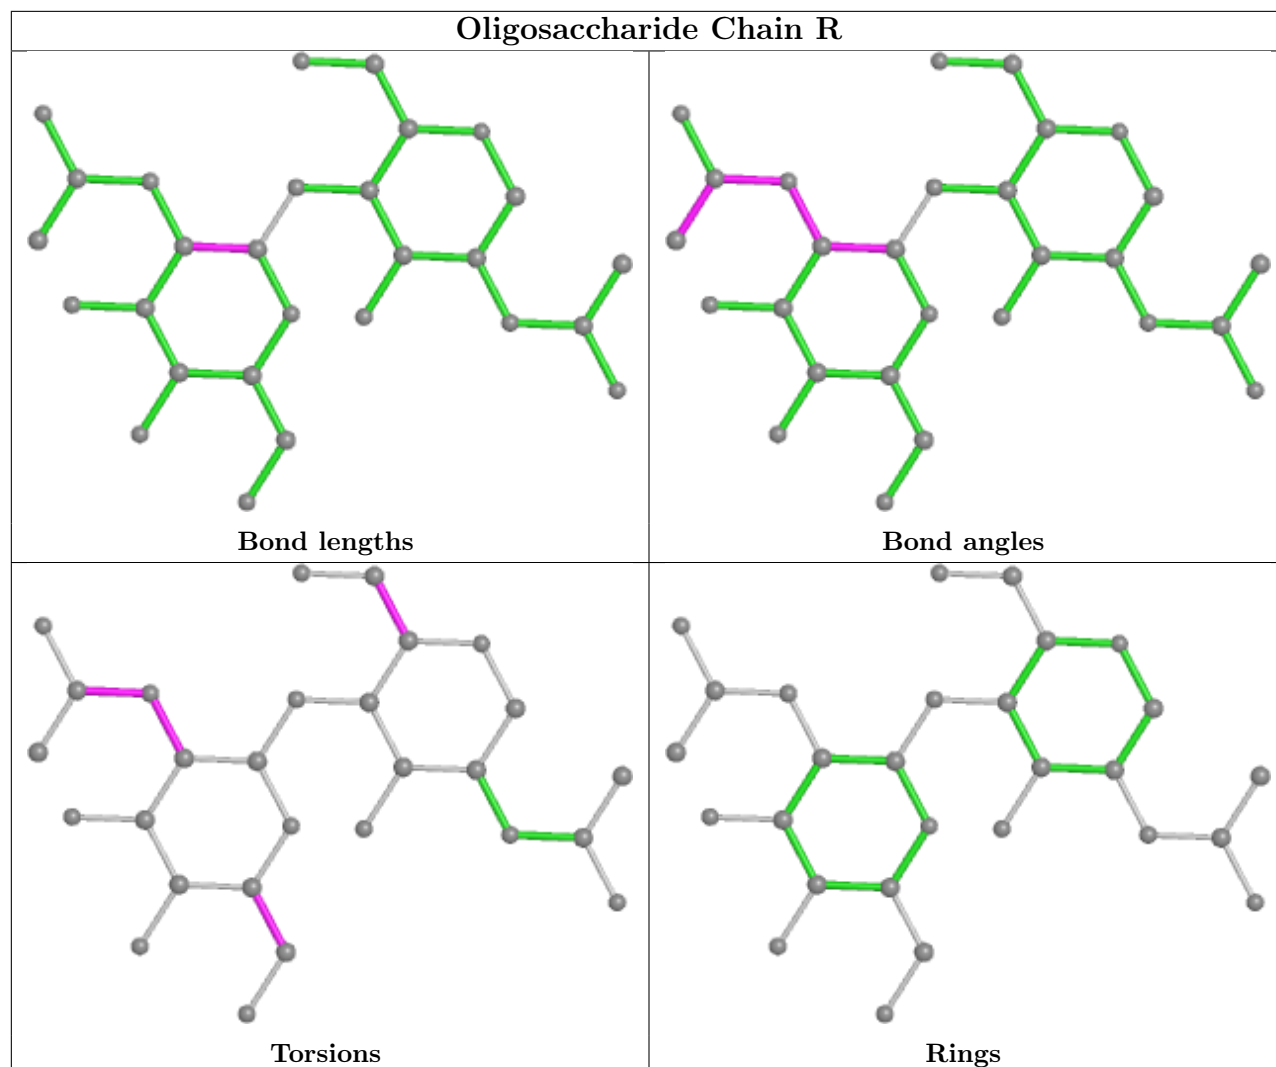 Oligosaccharide Chain R
Bond lengths
Bond angles
Torsions
Rings